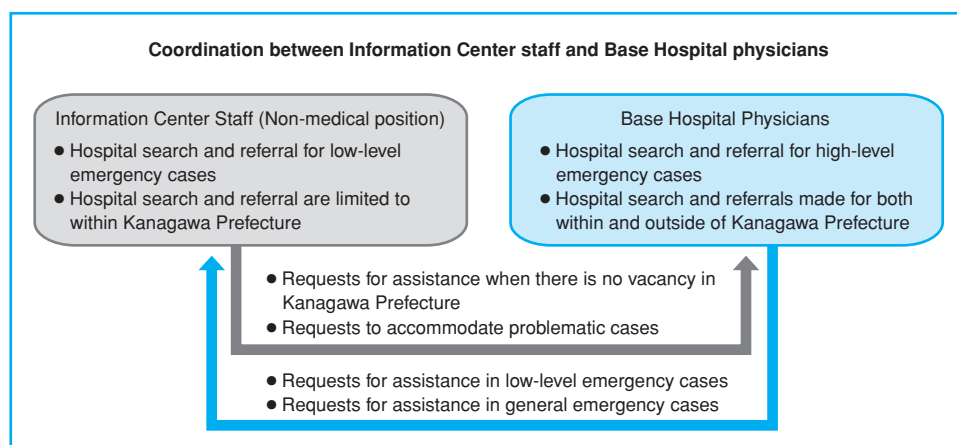 Coordination between Information Center staff and Base Hospital physicians
Information Center Staff (Non-medical position)
● Hospital search and referral for low-level
emergency cases
● Hospital search and referral are limited to
within Kanagawa Prefecture
Base Hospital Physicians
● Hospital search and referral for high-level
emergency cases
● Hospital search and referrals made for both
within and outside of Kanagawa Prefecture
● Requests for assistance when there is no vacancy in
Kanagawa Prefecture
● Requests to accommodate problematic cases
● Requests for assistance in low-level emergency cases
● Requests for assistance in general emergency cases